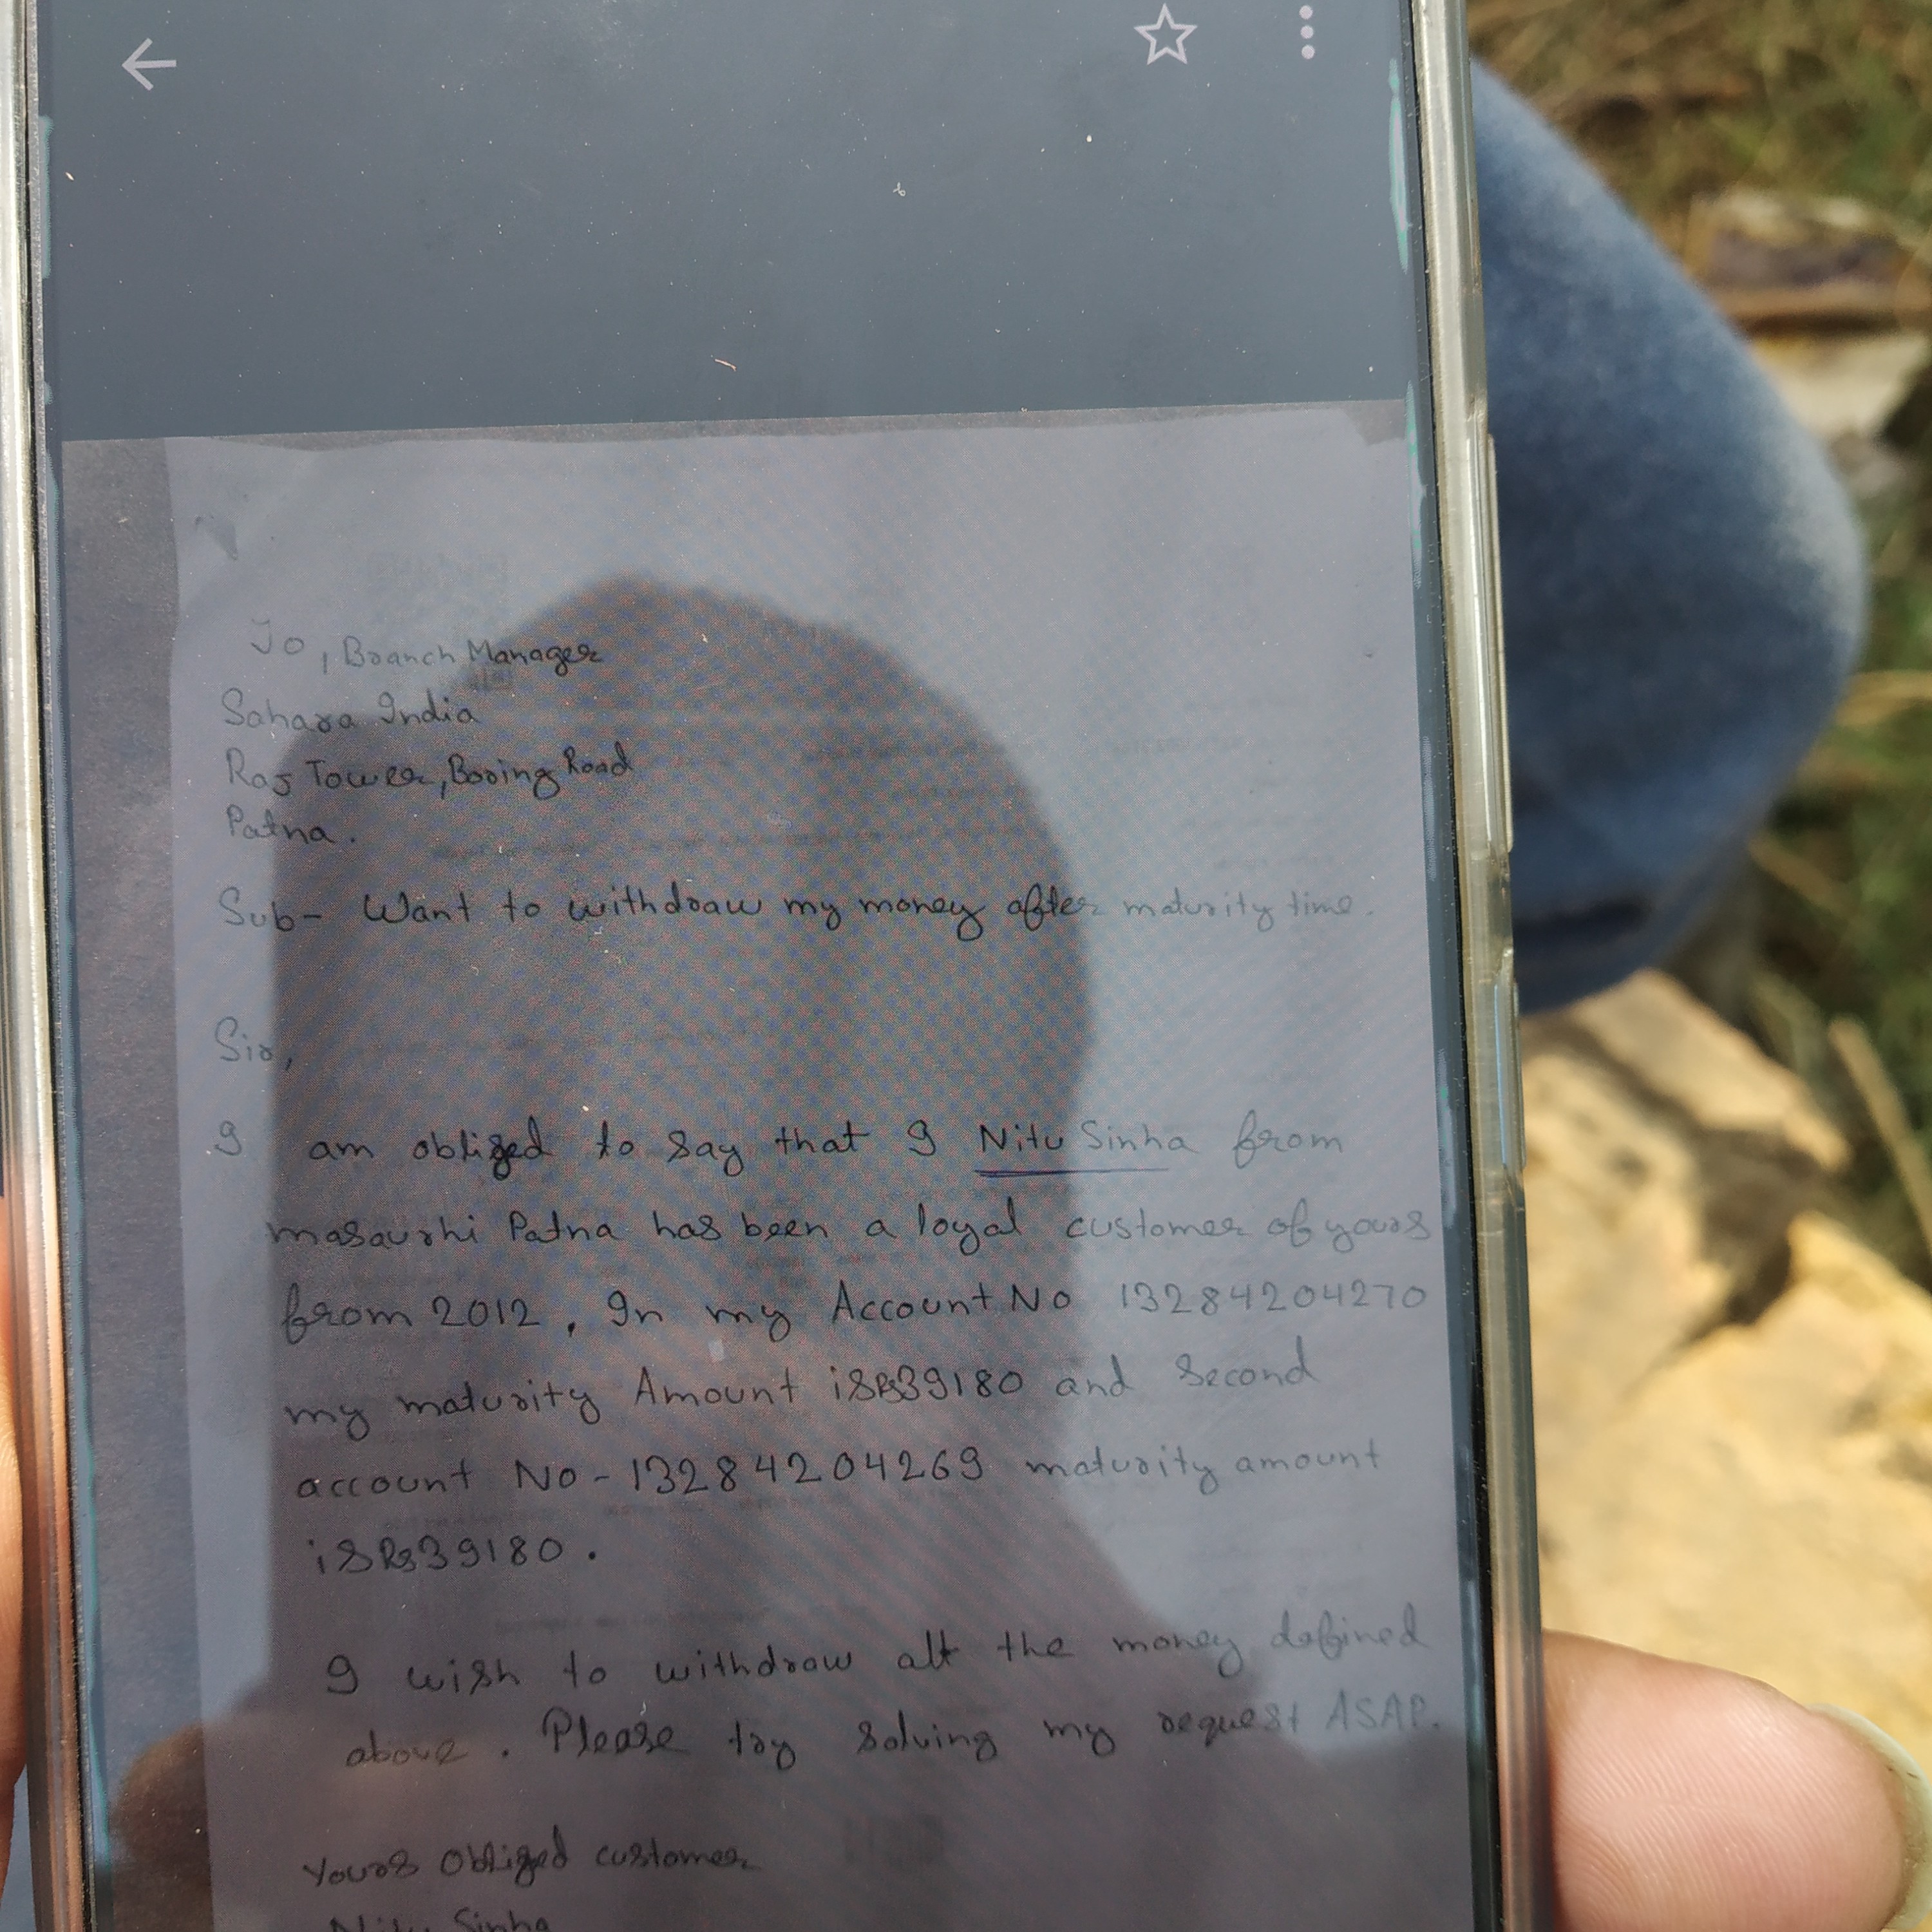 To, Branch Manager
Sahara India
Raj Tower, Boring Road
Patna.
Sub- Want to withdraw my money after maturity time.
Sir,
I am obliged to say that I Nitu Sinha from
masaurhi Patna has been a loyal customer of yours
from 2012. In my Account No 13284204270
my maturity Amount is Rs39180 and second
account No-13284204269 maturity amount
is Rs39180.
I wish to withdraw all the money defined
above. Please try solving my request ASAP.
Yours obliged customer
Nitu Sinha